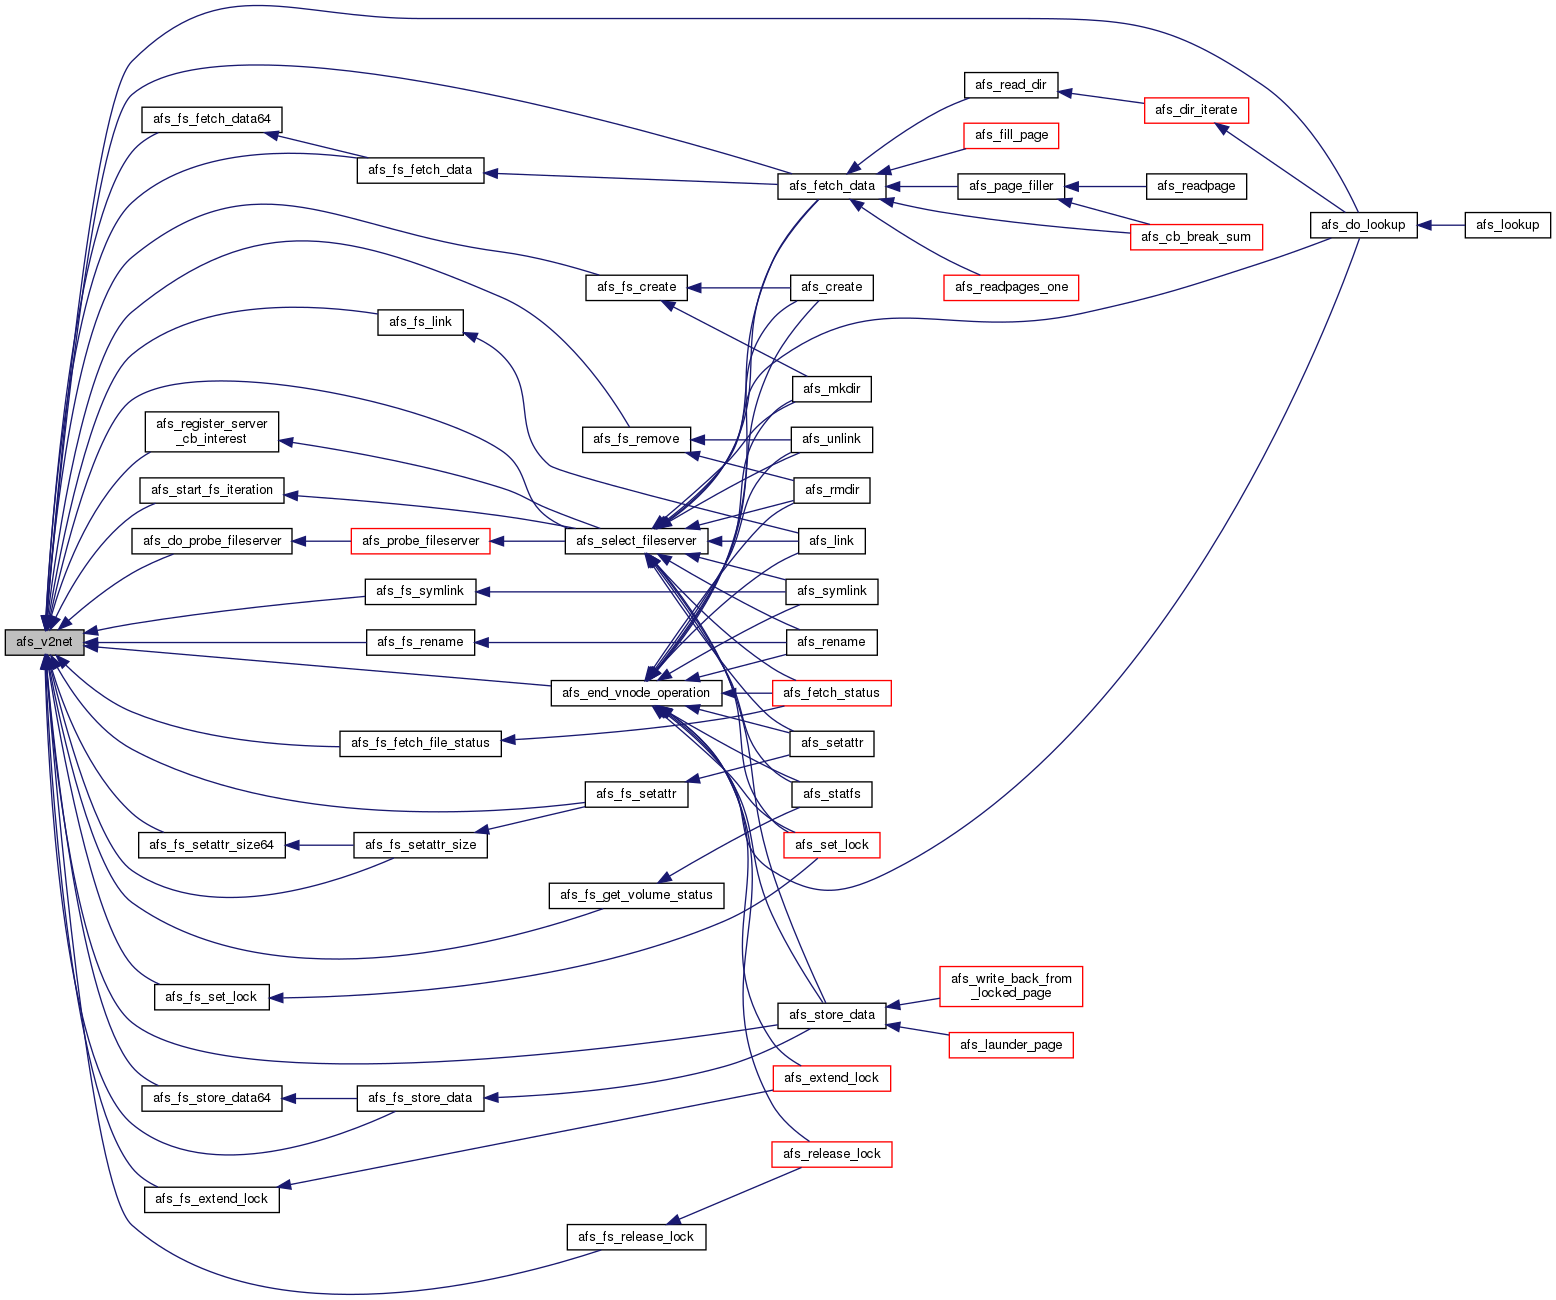 afs_read_dir
afs_dir_iterate
afs_fs_fetch_data64
afs_fill_page
afs_fs_fetch_data
afs_fetch_data
afs_page_filler
afs_readpage
afs_do_lookup
afs_lookup
afs_cb_break_sum
afs_fs_create
afs_create
afs_readpages_one
afs_fs_link
afs_mkdir
afs_register_server
_cb_interest
afs_fs_remove
afs_unlink
afs_start_fs_iteration
afs_rmdir
afs_do_probe_fileserver
afs_probe_fileserver
afs_select_fileserver
afs_link
afs_fs_symlink
afs_symlink
afs_v2net
afs_fs_rename
afs_rename
afs_end_vnode_operation
afs_fetch_status
afs_fs_fetch_file_status
afs_setattr
afs_fs_setattr
afs_statfs
afs_fs_setattr_size64
afs_fs_setattr_size
afs_set_lock
afs_fs_get_volume_status
afs_fs_set_lock
afs_write_back_from
_locked_page
afs_store_data
afs_launder_page
afs_extend_lock
afs_fs_store_data64
afs_fs_store_data
afs_release_lock
afs_fs_extend_lock
afs_fs_release_lock